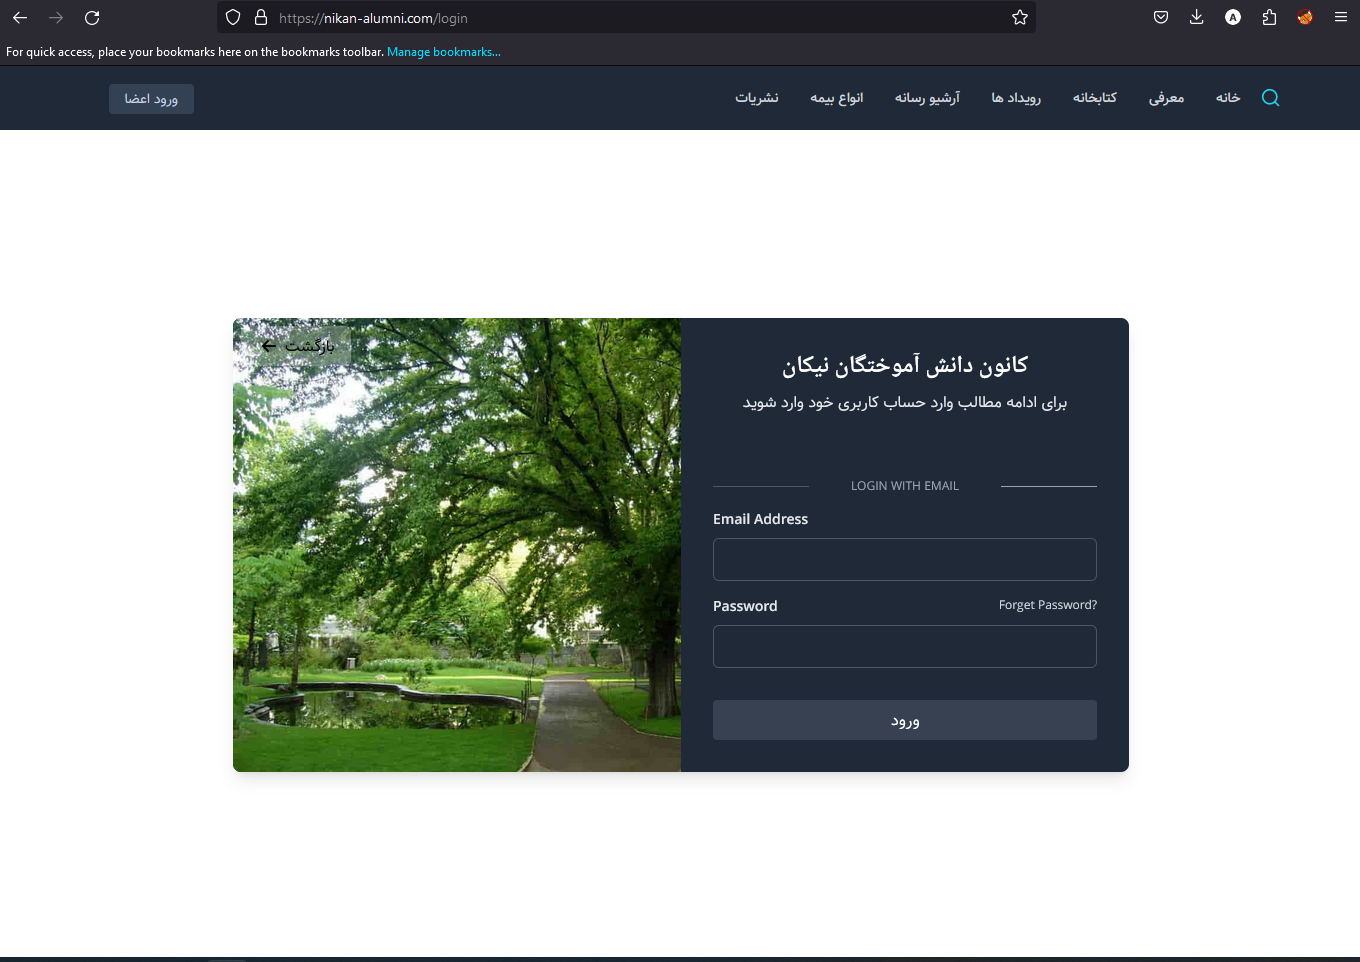 https://nikan-alumni.com/login
A
For quick access, place your bookmarks here on the bookmarks toolbar. Manage bookmarks...
خانه
معرفی
کتابخانه
رویداد ها
آرشیو رسانه
انواع بیمه
نشریات
ورود اعضا
بازگشت
کانون دانش آموختگان نیکان
برای ادامه مطالب وارد حساب کاربری خود وارد شوید
LOGIN WITH EMAIL
Email Address
Password
Forget Password?
ورود